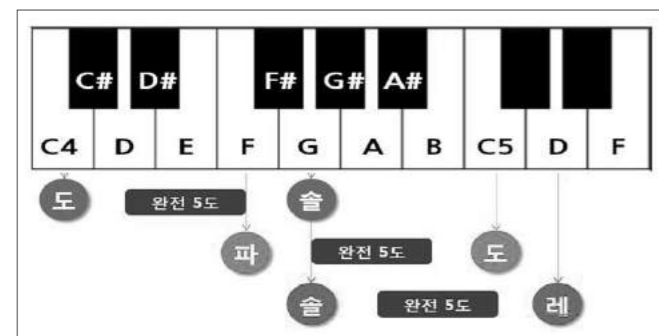 C# D# F# G# A#
C4 D E F G A B C5 D F
도 완전 5도 솔
파 완전 5도 도
솔 완전 5도 레